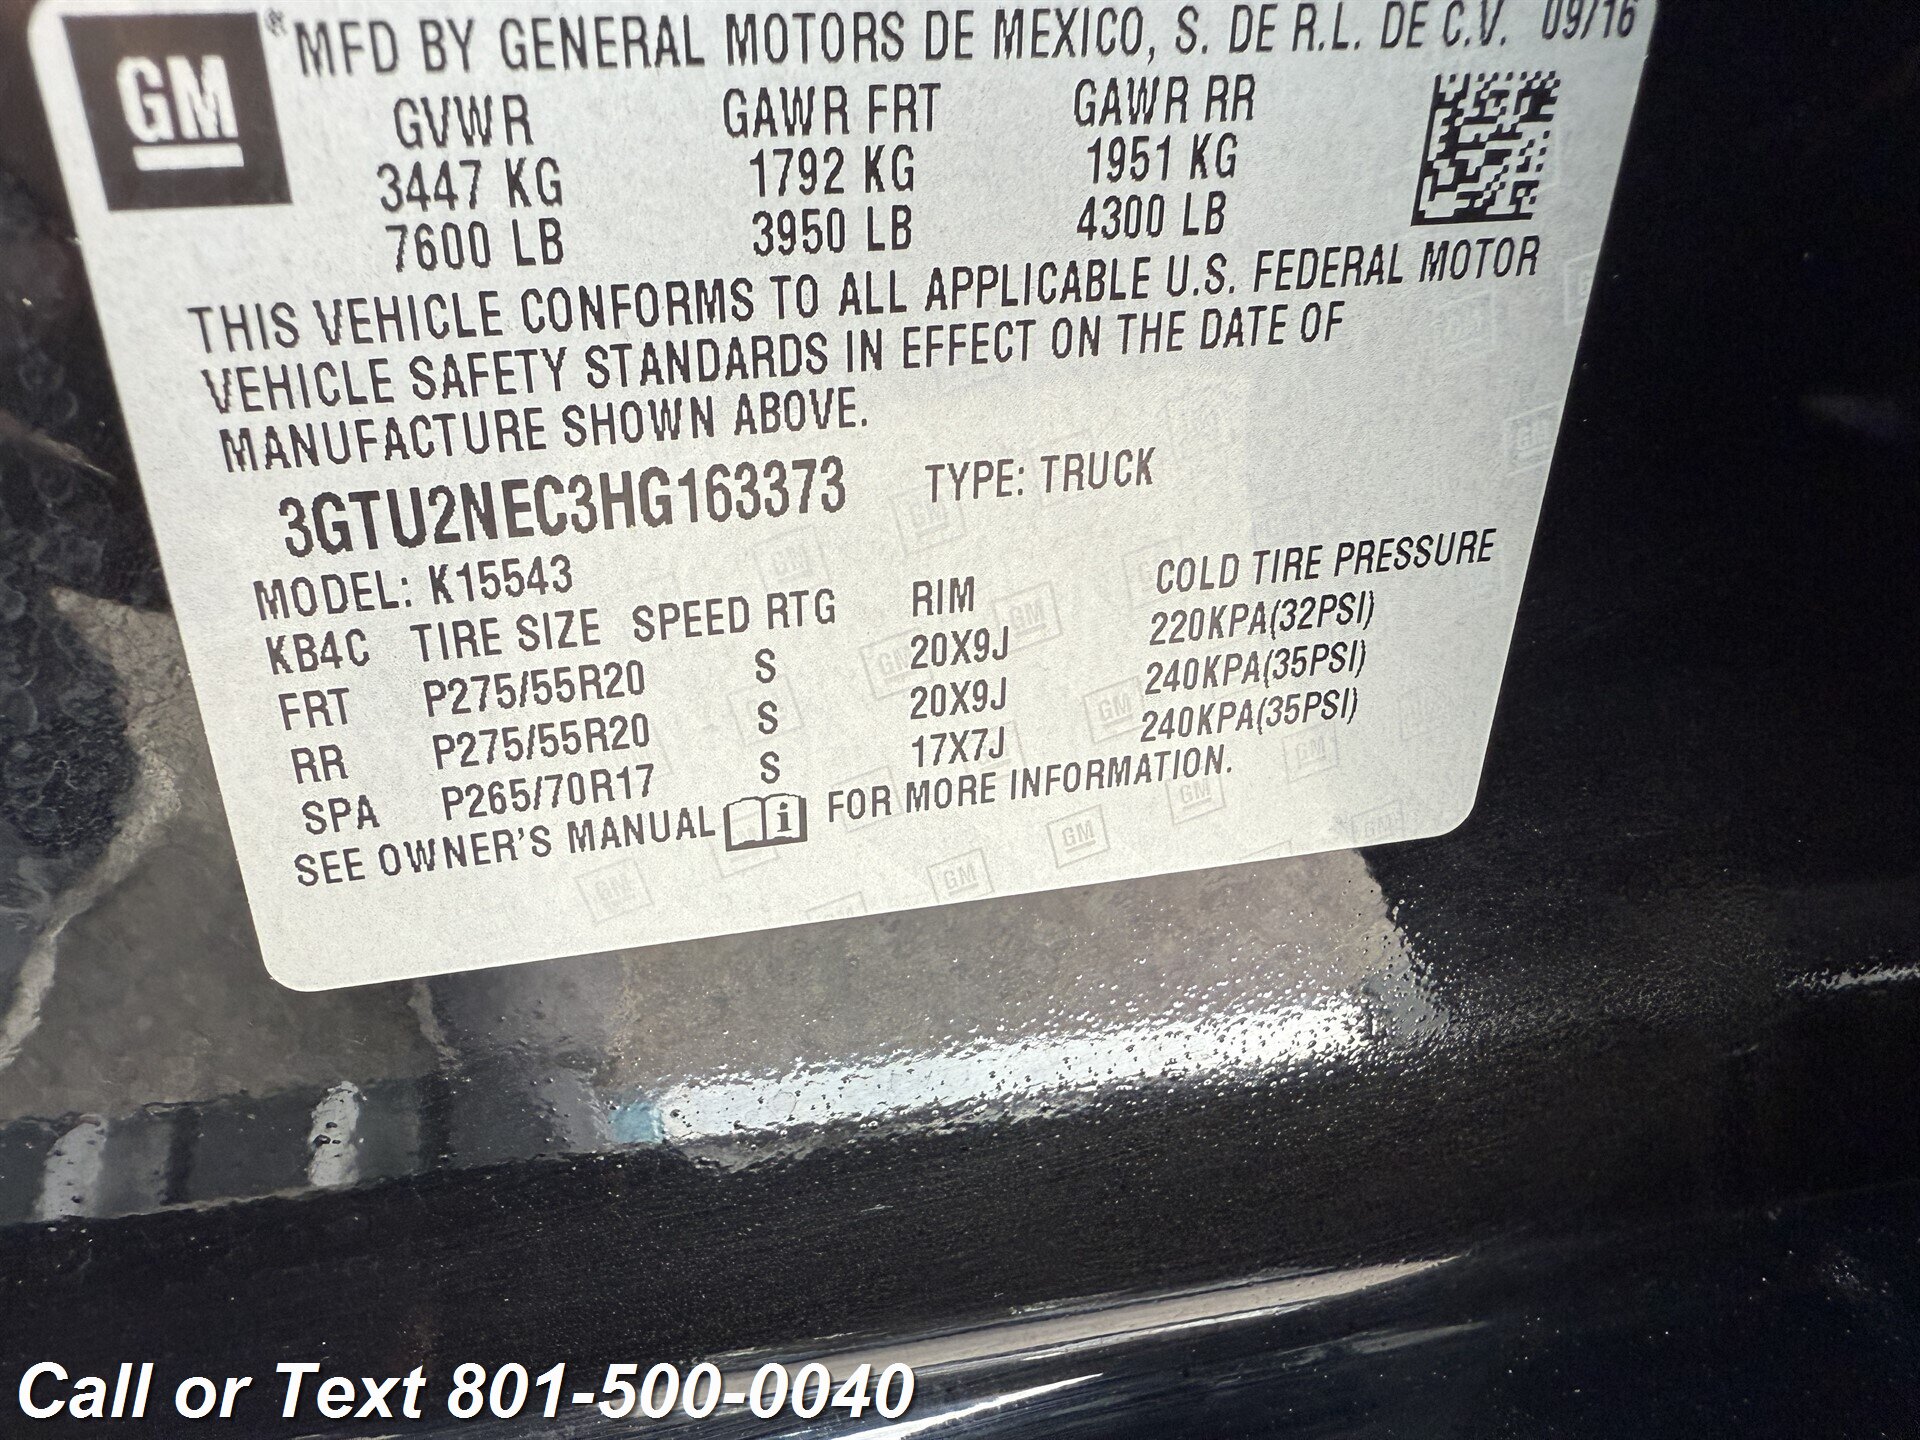 GM
® MFD BY GENERAL MOTORS DE MEXICO, S. DE R.L. DE C.V. 09/16
GVWR GAWR FRT GAWR RR
3447 KG 1792 KG 1951 KG
7600 LB 3950 LB 4300 LB
THIS VEHICLE CONFORMS TO ALL APPLICABLE U.S. FEDERAL MOTOR
VEHICLE SAFETY STANDARDS IN EFFECT ON THE DATE OF
MANUFACTURE SHOWN ABOVE.
3GTU2NEC3HG163373 TYPE: TRUCK
MODEL: K15543
KB4C TIRE SIZE SPEED RTG RIM COLD TIRE PRESSURE
FRT P275/55R20 S 20X9J 220KPA(32PSI)
RR P275/55R20 S 20X9J 240KPA(35PSI)
SPA P265/70R17 S 17X7J 240KPA(35PSI)
SEE OWNER'S MANUAL i FOR MORE INFORMATION.
Call or Text 801-500-0040